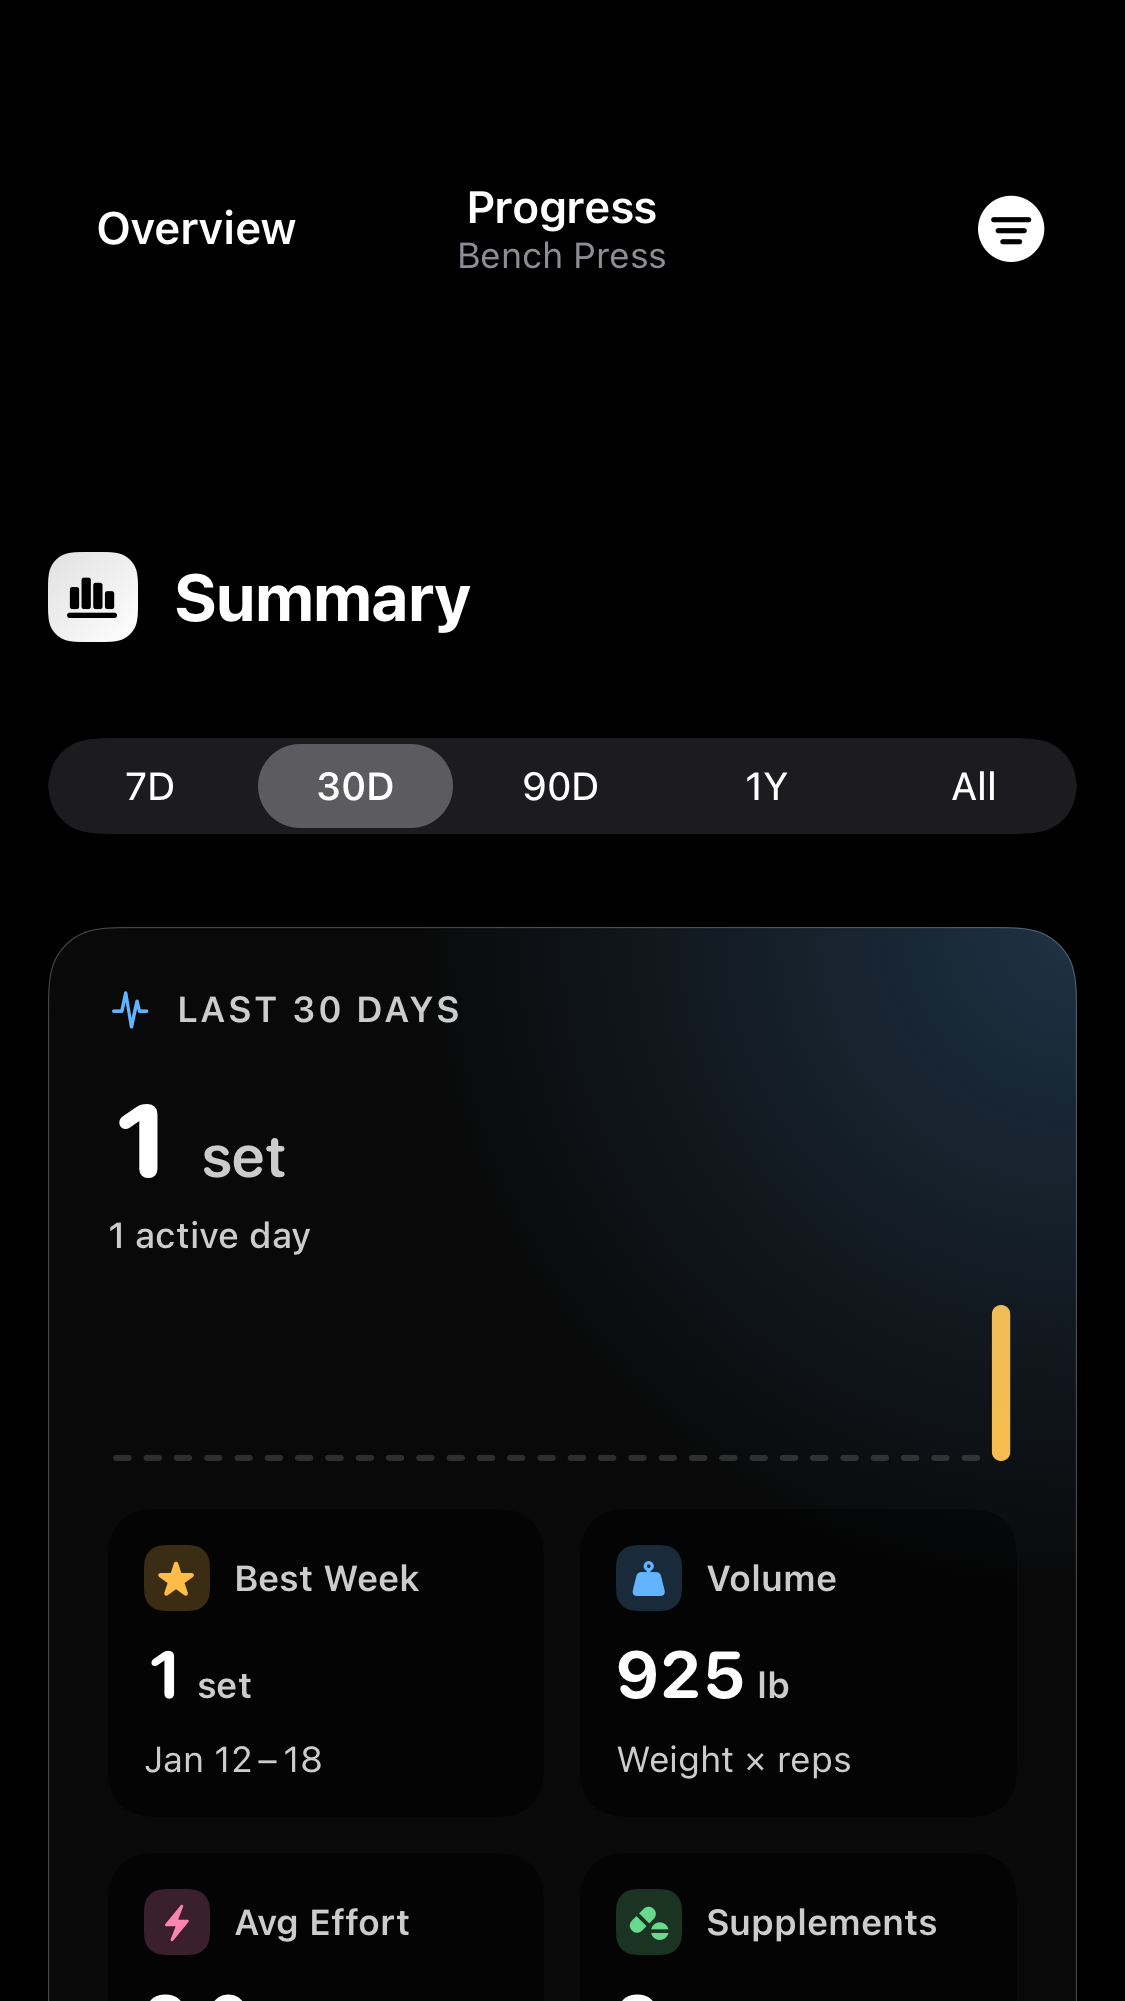 Overview
Progress
Bench Press
Summary
7D 30D 90D 1Y All
LAST 30 DAYS
1 set
1 active day
Best Week
1 set
Jan 12 – 18
Volume
925 lb
Weight × reps
Avg Effort
Supplements